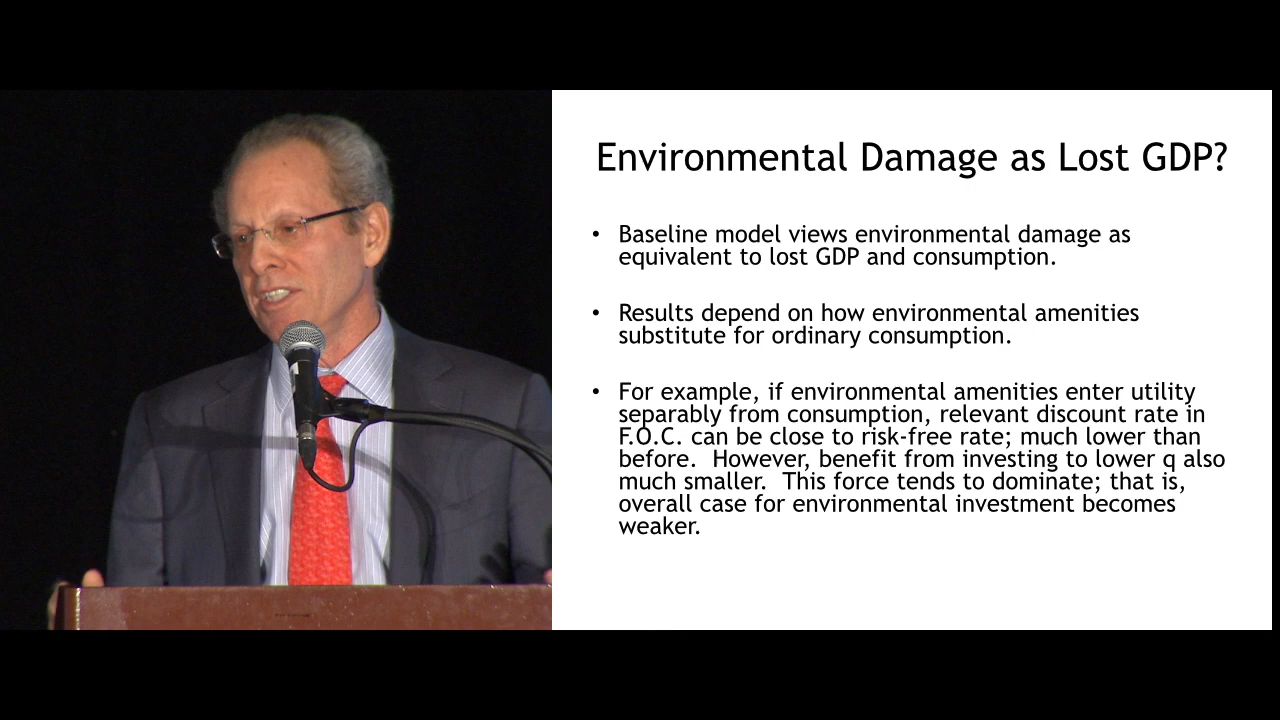 Environmental Damage as Lost GDP?
• Baseline model views environmental damage as
equivalent to lost GDP and consumption.
• Results depend on how environmental amenities
substitute for ordinary consumption.
• For example, if environmental amenities enter utility
separably from consumption, relevant discount rate in
F.O.C. can be close to risk-free rate; much lower than
before.  However, benefit from investing to lower q also
much smaller.  This force tends to dominate; that is,
overall case for environmental investment becomes
weaker.